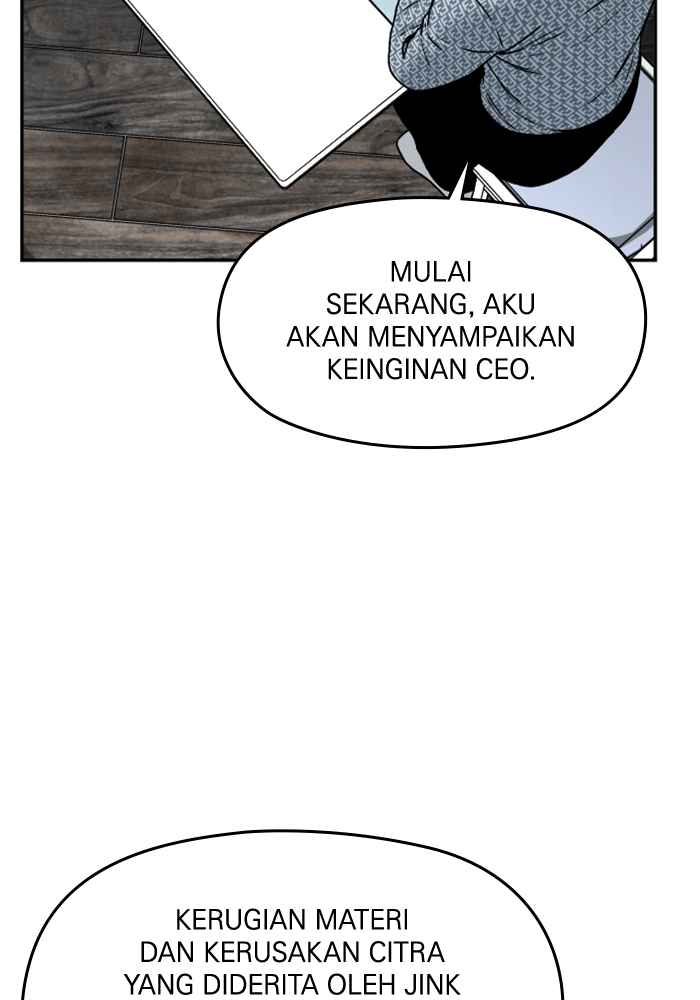 MULAI
SEKARANG, AKU
AKAN MENYAMPAIKAN
KEINGINAN CEO.
KERUGIAN MATERI
DAN KERUSAKAN CITRA
YANG DIDERITA OLEH JINK